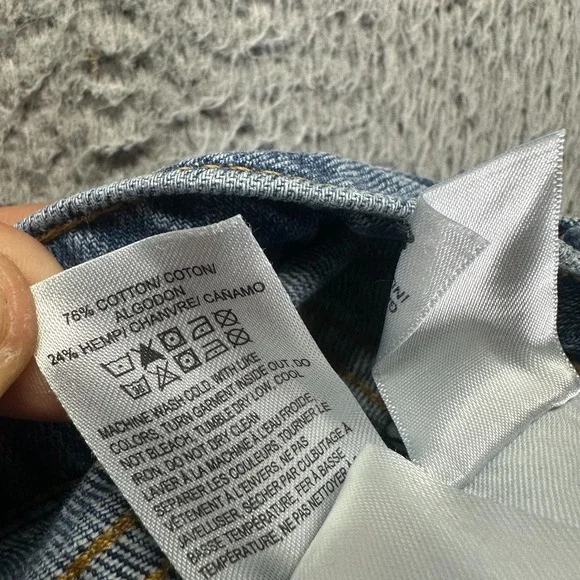 76% COTTON/ COTON/
ALGODON
24% HEMP/ CHANVRE/ CAÑAMO
MACHINE WASH COLD, WITH LIKE
COLORS, TURN GARMENT INSIDE OUT. DO
NOT BLEACH. TUMBLE DRY LOW. COOL
IRON. DO NOT DRY CLEAN
LAVER À LA MACHINE À L'EAU FROIDE,
SÉPARER LES COULEURS. TOURNER LE
VÊTEMENT À L'ENVERS. NE PAS
JAVELLISER. SÉCHER PAR CULBUTAGE À
BASSE TEMPÉRATURE. FER À BASSE
TEMPÉRATURE. NE PAS NETTOYER À